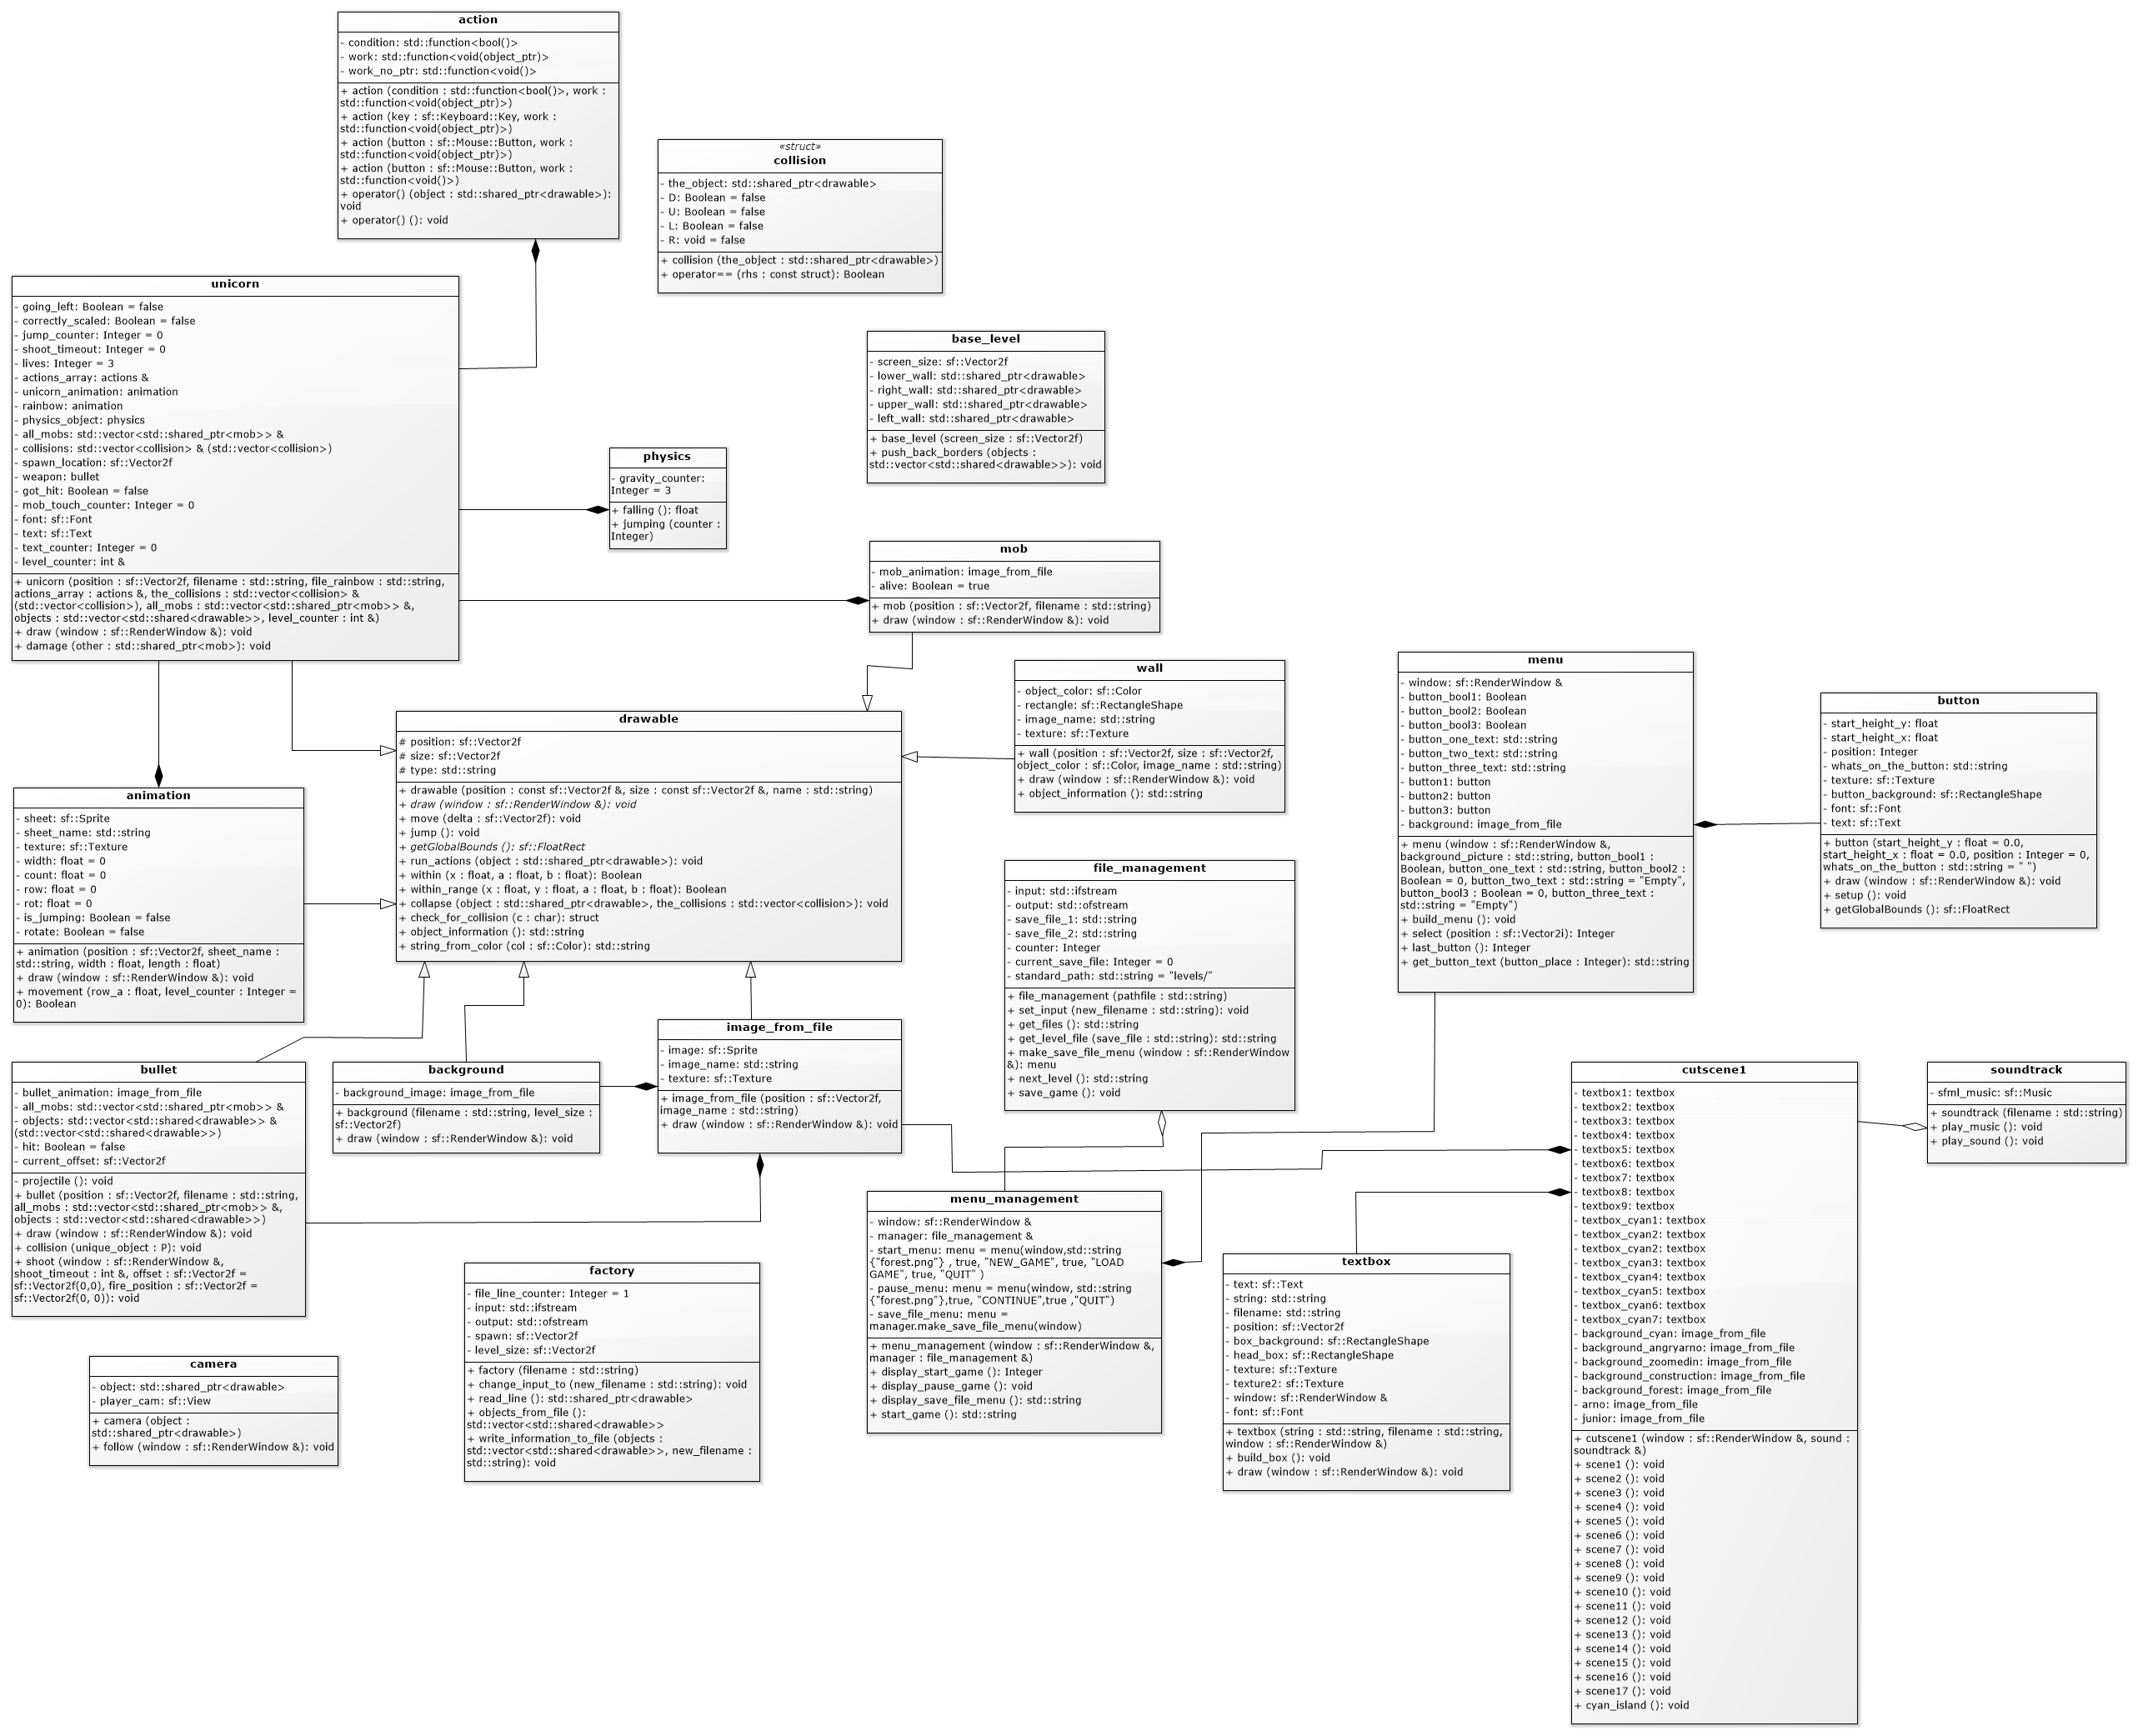 action
- condition: std::function<bool()>
- work: std::function<void(object_ptr)>
- work_no_ptr: std::function<void()>
+ action (condition : std::function<bool()>, work :
std::function<void(object_ptr)>)
+ action (key : sf::Keyboard::Key, work :
std::function<void(object_ptr)>)
+ action (button : sf::Mouse::Button, work :
std::function<void(object_ptr)>)
+ action (button : sf::Mouse::Button, work :
std::function<void()>)
+ operator() (object : std::shared_ptr<drawable>):
void
+ operator() (): void
«struct»
collision
- the_object: std::shared_ptr<drawable>
- D: Boolean = false
- U: Boolean = false
- L: Boolean = false
- R: void = false
+ collision (the_object : std::shared_ptr<drawable>)
+ operator== (rhs : const struct): Boolean
unicorn
- going_left: Boolean = false
- correctly_scaled: Boolean = false
- jump_counter: Integer = 0
- shoot_timeout: Integer = 0
- lives: Integer = 3
- actions_array: actions &
- unicorn_animation: animation
- rainbow: animation
- physics_object: physics
- all_mobs: std::vector<std::shared_ptr<mob>> &
- collisions: std::vector<collision> & (std::vector<collision>)
- spawn_location: sf::Vector2f
- weapon: bullet
- got_hit: Boolean = false
- mob_touch_counter: Integer = 0
- font: sf::Font
- text: sf::Text
- text_counter: Integer = 0
- level_counter: int &
+ unicorn (position : sf::Vector2f, filename : std::string, file_rainbow : std::string,
actions_array : actions &, the_collisions : std::vector<collision> &
(std::vector<collision>), all_mobs : std::vector<std::shared_ptr<mob>> &,
objects : std::vector<std::shared<drawable>>, level_counter : int &)
+ draw (window : sf::RenderWindow &): void
+ damage (other : std::shared_ptr<mob>): void
base_level
- screen_size: sf::Vector2f
- lower_wall: std::shared_ptr<drawable>
- right_wall: std::shared_ptr<drawable>
- upper_wall: std::shared_ptr<drawable>
- left_wall: std::shared_ptr<drawable>
+ base_level (screen_size : sf::Vector2f)
+ push_back_borders (objects :
std::vector<std::shared<drawable>>): void
physics
- gravity_counter:
Integer = 3
+ falling (): float
+ jumping (counter :
Integer)
mob
- mob_animation: image_from_file
- alive: Boolean = true
+ mob (position : sf::Vector2f, filename : std::string)
+ draw (window : sf::RenderWindow &): void
wall
- object_color: sf::Color
- rectangle: sf::RectangleShape
- image_name: std::string
- texture: sf::Texture
+ wall (position : sf::Vector2f, size : sf::Vector2f,
object_color : sf::Color, image_name : std::string)
+ draw (window : sf::RenderWindow &): void
+ object_information (): std::string
menu
- window: sf::RenderWindow &
- button_bool1: Boolean
- button_bool2: Boolean
- button_bool3: Boolean
- button_one_text: std::string
- button_two_text: std::string
- button_three_text: std::string
- button1: button
- button2: button
- button3: button
- background: image_from_file
+ menu (window : sf::RenderWindow &,
background_picture : std::string, button_bool1 :
Boolean, button_one_text : std::string, button_bool2 :
Boolean = 0, button_two_text : std::string = "Empty",
button_bool3 : Boolean = 0, button_three_text :
std::string = "Empty")
+ build_menu (): void
+ select (position : sf::Vector2i): Integer
+ last_button (): Integer
+ get_button_text (button_place : Integer): std::string
button
- start_height_y: float
- start_height_x: float
- position: Integer
- whats_on_the_button: std::string
- texture: sf::Texture
- button_background: sf::RectangleShape
- font: sf::Font
- text: sf::Text
+ button (start_height_y : float = 0.0,
start_height_x : float = 0.0, position : Integer = 0,
whats_on_the_button : std::string = " ")
+ draw (window : sf::RenderWindow &): void
+ setup (): void
+ getGlobalBounds (): sf::FloatRect
drawable
# position: sf::Vector2f
# size: sf::Vector2f
# type: std::string
+ drawable (position : const sf::Vector2f &, size : const sf::Vector2f &, name : std::string)
+ draw (window : sf::RenderWindow &): void
+ move (delta : sf::Vector2f): void
+ jump (): void
+ getGlobalBounds (): sf::FloatRect
+ run_actions (object : std::shared_ptr<drawable>): void
+ within (x : float, a : float, b : float): Boolean
+ within_range (x : float, y : float, a : float, b : float): Boolean
+ collapse (object : std::shared_ptr<drawable>, the_collisions : std::vector<collision>): void
+ check_for_collision (c : char): struct
+ object_information (): std::string
+ string_from_color (col : sf::Color): std::string
animation
- sheet: sf::Sprite
- sheet_name: std::string
- texture: sf::Texture
- width: float = 0
- count: float = 0
- row: float = 0
- rot: float = 0
- is_jumping: Boolean = false
- rotate: Boolean = false
+ animation (position : sf::Vector2f, sheet_name :
std::string, width : float, length : float)
+ draw (window : sf::RenderWindow &): void
+ movement (row_a : float, level_counter : Integer =
0): Boolean
file_management
- input: std::ifstream
- output: std::ofstream
- save_file_1: std::string
- save_file_2: std::string
- counter: Integer
- current_save_file: Integer = 0
- standard_path: std::string = "levels/"
+ file_management (pathfile : std::string)
+ set_input (new_filename : std::string): void
+ get_files (): std::string
+ get_level_file (save_file : std::string): std::string
+ make_save_file_menu (window : sf::RenderWindow
&): menu
+ next_level (): std::string
+ save_game (): void
bullet
- bullet_animation: image_from_file
- all_mobs: std::vector<std::shared_ptr<mob>> &
- objects: std::vector<std::shared<drawable>> &
(std::vector<std::shared<drawable>>)
- hit: Boolean = false
- current_offset: sf::Vector2f
- projectile (): void
+ bullet (position : sf::Vector2f, filename : std::string,
all_mobs : std::vector<std::shared_ptr<mob>> &,
objects : std::vector<std::shared<drawable>>)
+ draw (window : sf::RenderWindow &): void
+ collision (unique_object : P): void
+ shoot (window : sf::RenderWindow &,
shoot_timeout : int &, offset : sf::Vector2f =
sf::Vector2f(0,0), fire_position : sf::Vector2f =
sf::Vector2f(0, 0)): void
background
- background_image: image_from_file
+ background (filename : std::string, level_size :
sf::Vector2f)
+ draw (window : sf::RenderWindow &): void
image_from_file
- image: sf::Sprite
- image_name: std::string
- texture: sf::Texture
+ image_from_file (position : sf::Vector2f,
image_name : std::string)
+ draw (window : sf::RenderWindow &): void
cutscene1
- textbox1: textbox
- textbox2: textbox
- textbox3: textbox
- textbox4: textbox
- textbox5: textbox
- textbox6: textbox
- textbox7: textbox
- textbox8: textbox
- textbox9: textbox
- textbox_cyan1: textbox
- textbox_cyan2: textbox
- textbox_cyan2: textbox
- textbox_cyan3: textbox
- textbox_cyan4: textbox
- textbox_cyan5: textbox
- textbox_cyan6: textbox
- textbox_cyan7: textbox
- background_cyan: image_from_file
- background_angryarno: image_from_file
- background_zoomedin: image_from_file
- background_construction: image_from_file
- background_forest: image_from_file
- arno: image_from_file
- junior: image_from_file
+ cutscene1 (window : sf::RenderWindow &, sound :
soundtrack &)
+ scene1 (): void
+ scene2 (): void
+ scene3 (): void
+ scene4 (): void
+ scene5 (): void
+ scene6 (): void
+ scene7 (): void
+ scene8 (): void
+ scene9 (): void
+ scene10 (): void
+ scene11 (): void
+ scene12 (): void
+ scene13 (): void
+ scene14 (): void
+ scene15 (): void
+ scene16 (): void
+ scene17 (): void
+ cyan_island (): void
soundtrack
- sfml_music: sf::Music
+ soundtrack (filename : std::string)
+ play_music (): void
+ play_sound (): void
menu_management
- window: sf::RenderWindow &
- manager: file_management &
- start_menu: menu = menu(window,std::string
{"forest.png"} , true, "NEW_GAME", true, "LOAD
GAME", true, "QUIT" )
- pause_menu: menu = menu(window, std::string
{"forest.png"},true, "CONTINUE",true ,"QUIT")
- save_file_menu: menu =
manager.make_save_file_menu(window)
+ menu_management (window : sf::RenderWindow &,
manager : file_management &)
+ display_start_game (): Integer
+ display_pause_game (): void
+ display_save_file_menu (): std::string
+ start_game (): std::string
textbox
- text: sf::Text
- string: std::string
- filename: std::string
- position: sf::Vector2f
- box_background: sf::RectangleShape
- head_box: sf::RectangleShape
- texture: sf::Texture
- texture2: sf::Texture
- window: sf::RenderWindow &
- font: sf::Font
+ textbox (string : std::string, filename : std::string,
window : sf::RenderWindow &)
+ build_box (): void
+ draw (window : sf::RenderWindow &): void
factory
- file_line_counter: Integer = 1
- input: std::ifstream
- output: std::ofstream
- spawn: sf::Vector2f
- level_size: sf::Vector2f
+ factory (filename : std::string)
+ change_input_to (new_filename : std::string): void
+ read_line (): std::shared_ptr<drawable>
+ objects_from_file ():
std::vector<std::shared<drawable>>
+ write_information_to_file (objects :
std::vector<std::shared<drawable>>, new_filename :
std::string): void
camera
- object: std::shared_ptr<drawable>
- player_cam: sf::View
+ camera (object :
std::shared_ptr<drawable>)
+ follow (window : sf::RenderWindow &): void